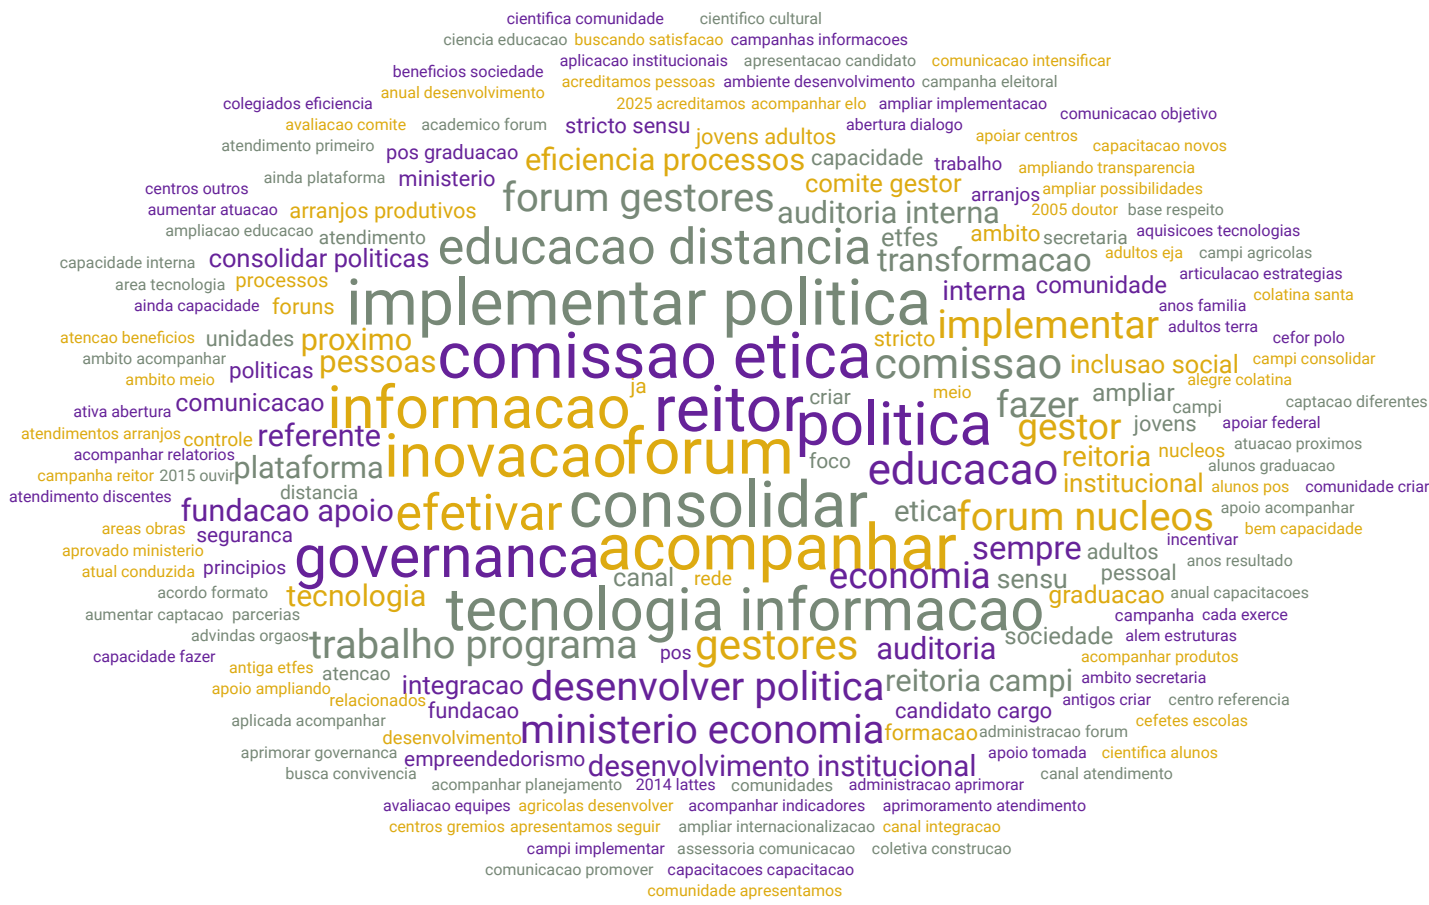 cientifica comunidade cientifico cultural
ciencia educacao buscando satisfacao campanhas informacoes
aplicacao institucionais apresentacao candidato comunicacao intensificar
beneficios sociedade acreditamos pessoas ambiente desenvolvimento campanha eleitoral
anual desenvolvimento
colegiados eficiencia 2025 acreditamos acompanhar elo ampliar implementacao
comunicacao objetivo
avaliacao comite academico forum stricto sensu jovens adultos abertura dialogo apoiar centros
atendimento primeiro pos graduacao eficiencia processos capacidade trabalho capacitacao novos
ampliando transparencia
ainda plataforma ministerio forum gestores comite gestor arranjos ampliar possibilidades
centros outros
aumentar atuacao arranjos produtivos auditoria interna 2005 doutor base respeito
ampliacao educacao atendimento educacao distancia etfes ambito secretaria aquisicoes tecnologias
capacidade interna consolidar politicas transformacao adultos eja campi agricolas
area tecnologia processos interna comunidade articulacao estrategias
ainda capacidade foruns implementar politica anos familia colatina santa
atencao beneficios unidades proximo stricto implementar adultos terra cefor polo
ambito acompanhar pessoas comissao etica comissao inclusao social campi consolidar
ambito meio politicas ja meio alegre colatina
ativa abertura comunicacao informacao reitor criar fazer ampliar campi captacao diferentes
atendimentos arranjos controle referente politica gestor jovens apoiar federal
acompanhar relatorios inovacao forum reitoria nucleos atuacao proximos
campanha reitor 2015 ouvir plataforma foco educacao alunos graduacao
atendimento discentes distancia institucional alunos pos comunidade criar
fundacao apoio efetivar consolidar etica forum nucleos apoio acompanhar
areas obras seguranca bem capacidade
aprovado ministerio governanca acompanhar sempre adultos incentivar anos resultado
atual conduzida principios canal rede economia sensu pessoal
acordo formato tecnologia graduacao anual capacitacoes
aumentar captacao parcerias tecnologia informacao campanha cada exerce
advindas orgaos trabalho programa gestores auditoria sociedade alem estruturas
capacidade fazer pos acompanhar produtos
antiga etfes atencao integracao desenvolver politica reitoria campi ambito secretaria
apoio ampliando relacionados antigos criar centro referencia
aplicada acompanhar fundacao ministerio economia candidato cargo cefetes escolas
desenvolvimento formacao administracao forum
aprimorar governanca empreendedorismo desenvolvimento institucional apoio tomada cientifica alunos
busca convivencia canal atendimento
acompanhar planejamento 2014 lattes comunidades administracao aprimorar
avaliacao equipes agricolas desenvolver acompanhar indicadores aprimoramento atendimento
centros gremios apresentamos seguir ampliar internacionalizacao canal integracao
campi implementar assessoria comunicacao coletiva construcao
comunicacao promover capacitacoes capacitacao
comunidade apresentamos